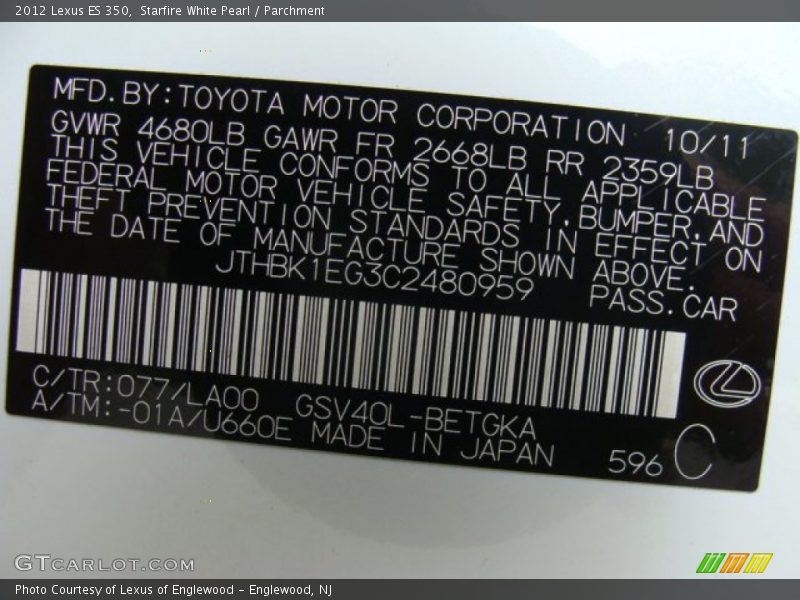 2012 Lexus ES 350, Starfire White Pearl / Parchment
MFD.BY:TOYOTA MOTOR CORPORATION 10/11
GVWR 4680LB GAWR FR 2668LB RR 2359LB
THIS VEHICLE CONFORMS TO ALL APPLICABLE
FEDERAL MOTOR VEHICLE SAFETY,BUMPER,AND
THEFT PREVENTION STANDARDS IN EFFECT ON
THE DATE OF MANUFACTURE SHOWN ABOVE.
JTHBK1EG3C2480959 PASS.CAR
C/TR:077/LA00 GSV40L-BETGKA
A/TM:-01A/U660E MADE IN JAPAN
596 C
GTCARLOT.COM
Photo Courtesy of Lexus of Englewood - Englewood, NJ